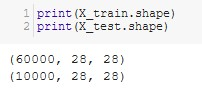 1 print(X_train.shape)
2 print(X_test.shape)
(60000, 28, 28)
(10000, 28, 28)